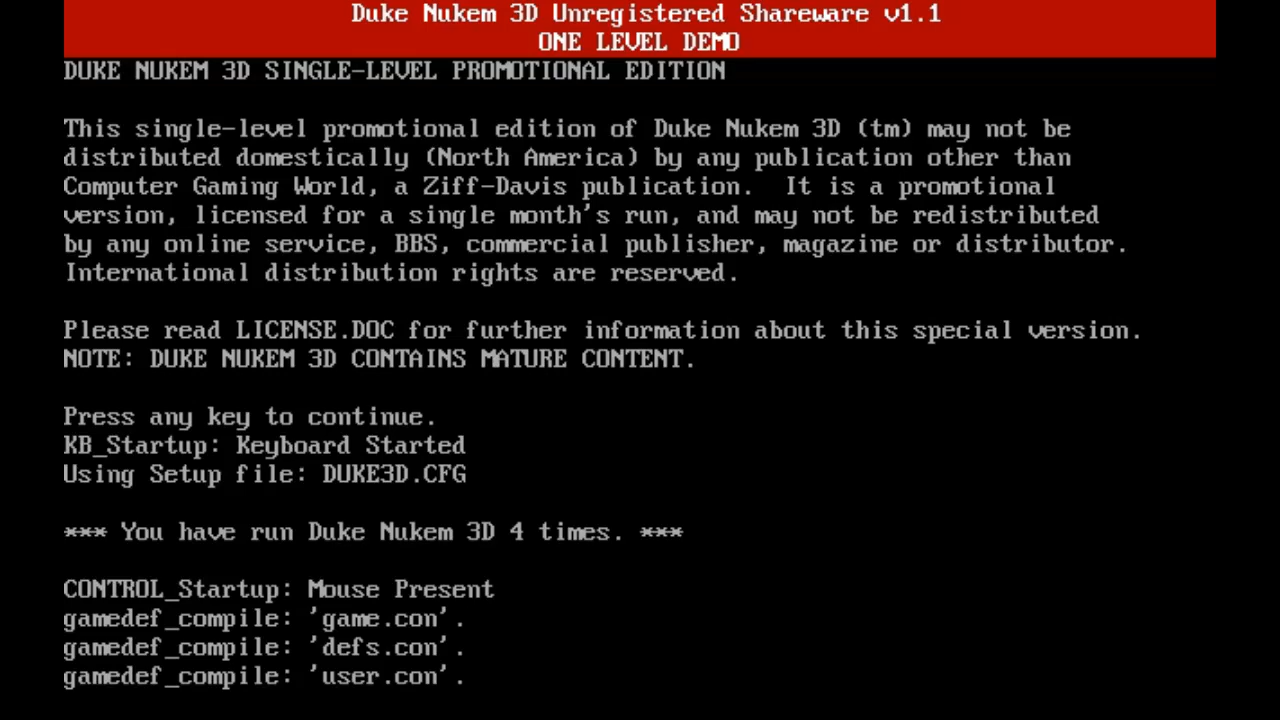 Duke Nukem 3D Unregistered Shareware v1.1
ONE LEVEL DEMO
DUKE NUKEM 3D SINGLE-LEVEL PROMOTIONAL EDITION
This single-level promotional edition of Duke Nukem 3D (tm) may not be
distributed domestically (North America) by any publication other than
Computer Gaming World, a Ziff-Davis publication.  It is a promotional
version, licensed for a single month's run, and may not be redistributed
by any online service, BBS, commercial publisher, magazine or distributor.
International distribution rights are reserved.
Please read LICENSE.DOC for further information about this special version.
NOTE: DUKE NUKEM 3D CONTAINS MATURE CONTENT.
Press any key to continue.
KB_Startup: Keyboard Started
Using Setup file: DUKE3D.CFG
*** You have run Duke Nukem 3D 4 times. ***
CONTROL_Startup: Mouse Present
gamedef_compile: 'game.con'.
gamedef_compile: 'defs.con'.
gamedef_compile: 'user.con'.